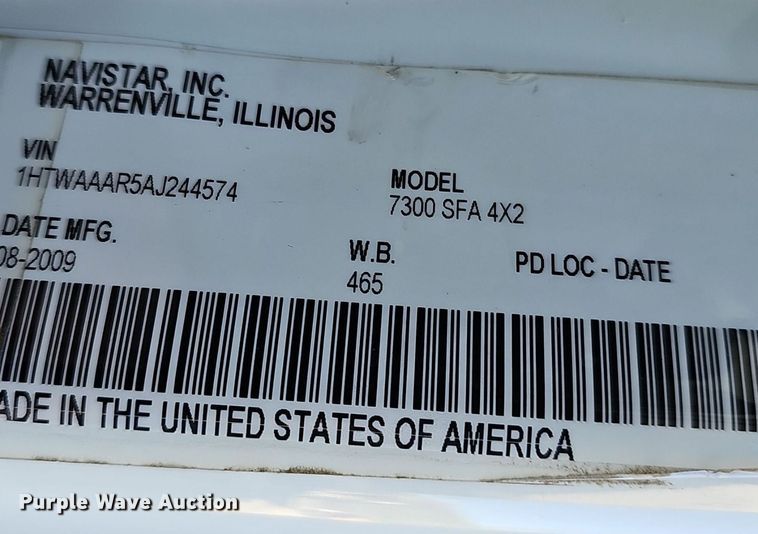 NAVISTAR, INC.
WARRENVILLE, ILLINOIS
VIN
1HTWAAAR5AJ244574
MODEL
7300 SFA 4X2
DATE MFG.
08-2009
W.B.
465
PD LOC - DATE
ADE IN THE UNITED STATES OF AMERICA
Purple Wave Auction